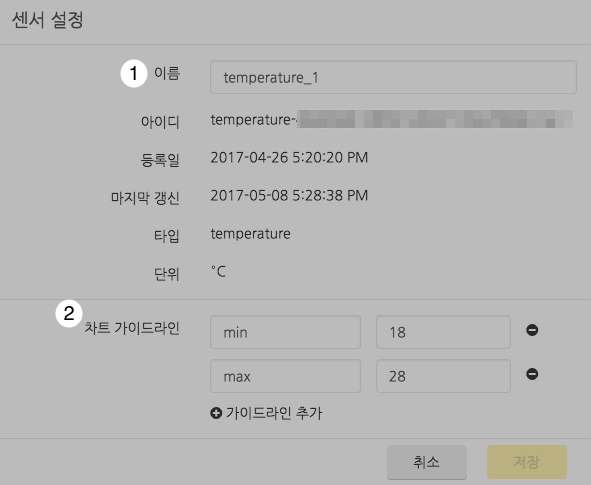 센서 설정
1 이름 temperature_1
아이디 temperature-
등록일 2017-04-26 5:20:20 PM
마지막 갱신 2017-05-08 5:28:38 PM
타입 temperature
단위 °C
2 차트 가이드라인 min 18
max 28
가이드라인 추가
취소 저장